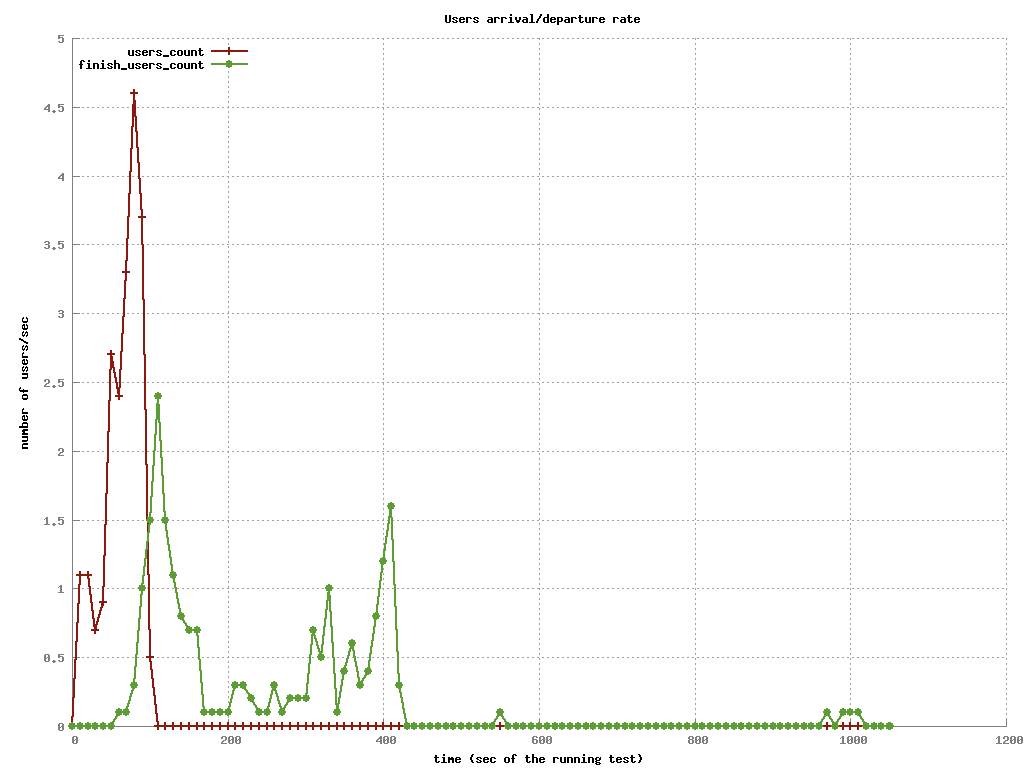 Users arrival/departure rate
users_count
finish_users_count
5
4.5
4
3.5
3
2.5
2
1.5
1
0.5
0
number of users/sec
0 200 400 600 800 1000 1200
time (sec of the running test)